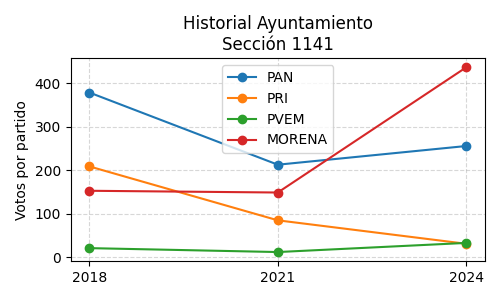 Historial Ayuntamiento
Sección 1141
Votos por partido
400
300
200
100
0
PAN
PRI
PVEM
MORENA
2018
2021
2024